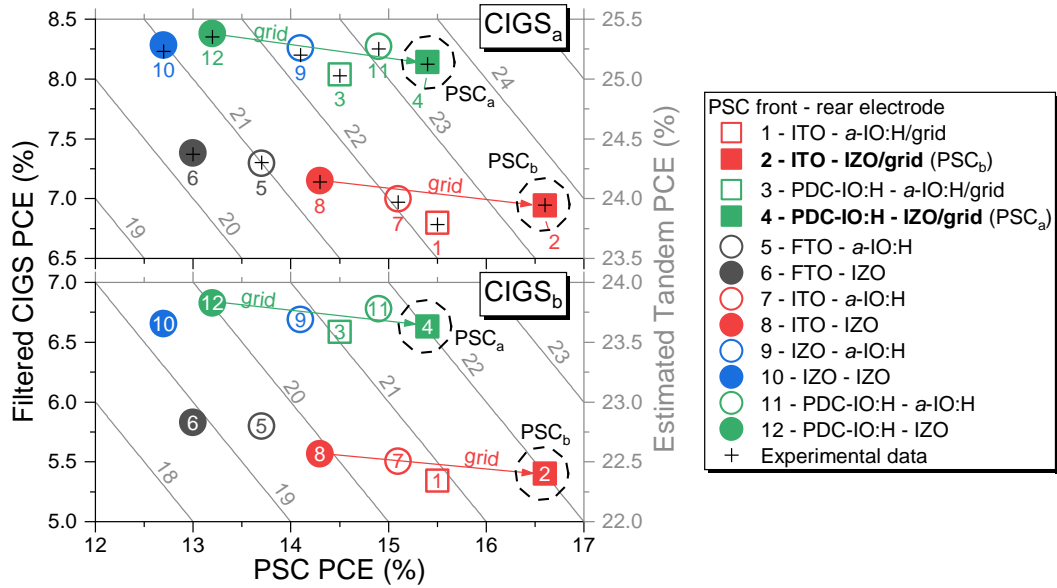 Filtered CIGS PCE (%)
8.5
8.0
7.5
7.0
6.5
CIGSa
25.5
25.0
24.5
24.0
23.5
grid
10
12
9
11
3
4
PSCa
6
5
8
grid
7
1
2
PSCb
19
20
21
22
23
24
7.0
6.5
6.0
5.5
5.0
CIGSb
24.0
23.5
23.0
22.5
22.0
10
12
grid
9
3
11
4
PSCa
6
5
8
7
grid
1
2
PSCb
18
19
20
21
22
23
12
13
14
15
16
17
PSC PCE (%)
Estimated Tandem PCE (%)
PSC front - rear electrode
1 - ITO - a-IO:H/grid
2 - ITO - IZO/grid (PSCb)
3 - PDC-IO:H - a-IO:H/grid
4 - PDC-IO:H - IZO/grid (PSCa)
5 - FTO - a-IO:H
6 - FTO - IZO
7 - ITO - a-IO:H
8 - ITO - IZO
9 - IZO - a-IO:H
10 - IZO - IZO
11 - PDC-IO:H - a-IO:H
12 - PDC-IO:H - IZO
Experimental data